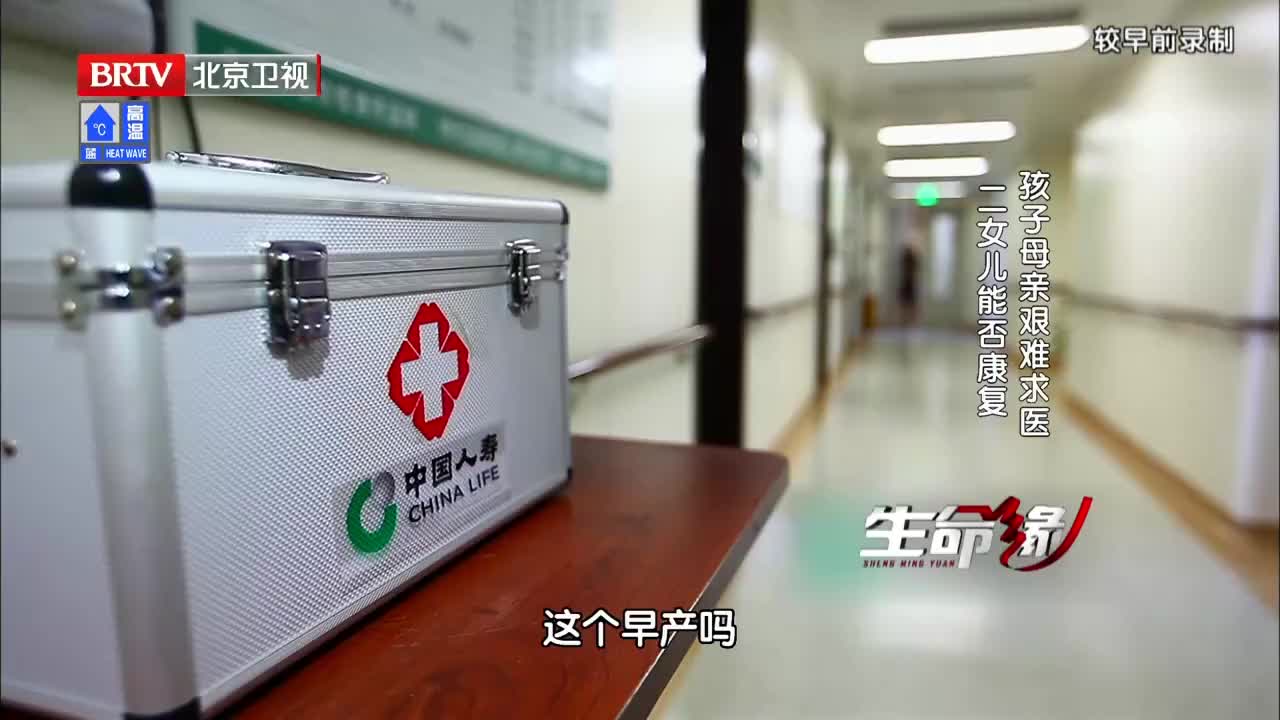 BRTV 北京卫视
高温
℃
蓝 HEAT WAVE
较早前录制
孩子母亲艰难求医
二女儿能否康复
中国人寿
CHINA LIFE
生命缘
SHENG MING YUAN
这个早产吗